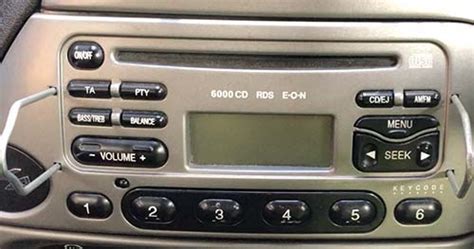 ON/OFF
TA PTY
6000 CD RDS E-O-N
CD/EJ AM/FM
BASS/TREB BALANCE
MENU
- VOLUME +
SEEK
KEYCODE
1 2 3 4 5 6